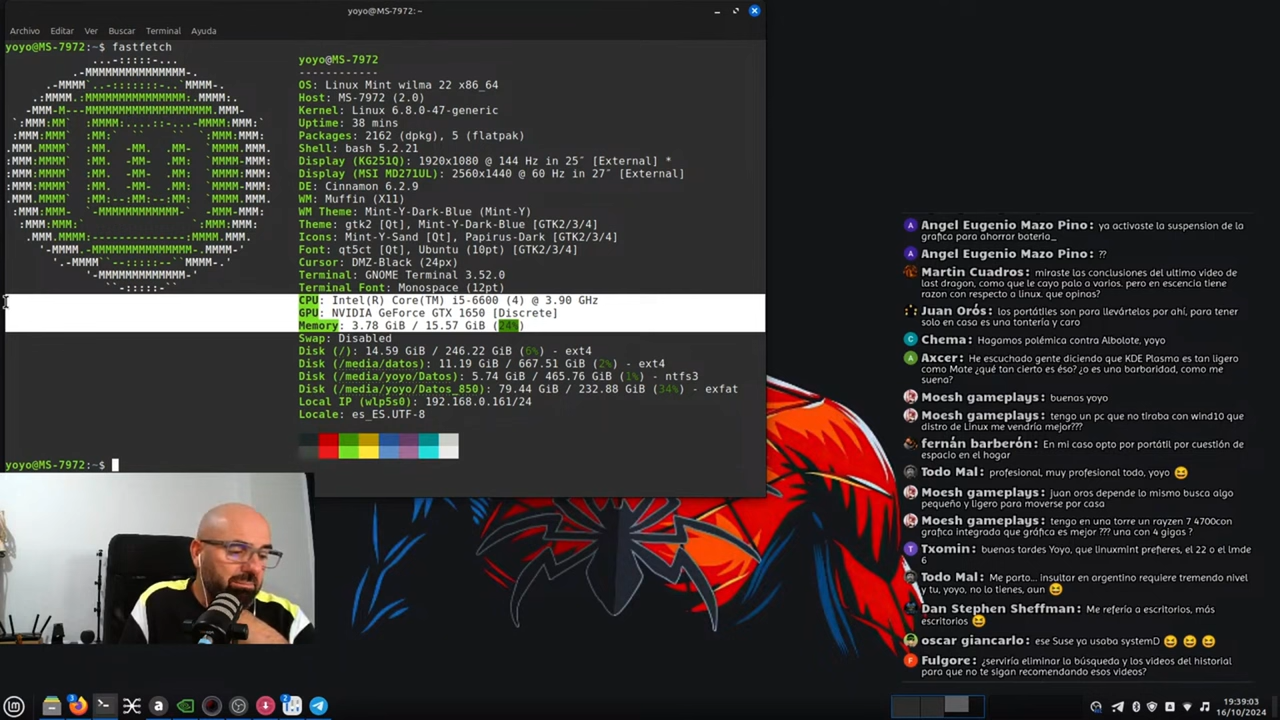 yoyo@MS-7972:~
Archivo Editar Ver Buscar Terminal Ayuda
yoyo@MS-7972:~$ fastfetch
yoyo@MS-7972
------------
OS: Linux Mint wilma 22 x86_64
Host: MS-7972 (2.0)
Kernel: Linux 6.8.0-47-generic
Uptime: 38 mins
Packages: 2162 (dpkg), 5 (flatpak)
Shell: bash 5.2.21
Display (KG251Q): 1920x1080 @ 144 Hz in 25″ [External] *
Display (MSI MD271UL): 2560x1440 @ 60 Hz in 27″ [External]
DE: Cinnamon 6.2.9
WM: Muffin (X11)
WM Theme: Mint-Y-Dark-Blue (Mint-Y)
Theme: gtk2 [Qt], Mint-Y-Dark-Blue [GTK2/3/4]
Icons: Mint-Y-Sand [Qt], Papirus-Dark [GTK2/3/4]
Font: qt5ct [Qt], Ubuntu (10pt) [GTK2/3/4]
Cursor: DMZ-Black (24px)
Terminal: GNOME Terminal 3.52.0
Terminal Font: Monospace (12pt)
CPU: Intel(R) Core(TM) i5-6600 (4) @ 3.90 GHz
GPU: NVIDIA GeForce GTX 1650 [Discrete]
Memory: 3.78 GiB / 15.57 GiB (24%)
Swap: Disabled
Disk (/): 14.59 GiB / 246.22 GiB (6%) - ext4
Disk (/media/datos): 11.19 GiB / 667.51 GiB (2%) - ext4
Disk (/media/yoyo/Datos): 5.74 GiB / 465.76 GiB (1%) - ntfs3
Disk (/media/yoyo/Datos_850): 79.44 GiB / 232.88 GiB (34%) - exfat
Local IP (wlp5s0): 192.168.0.161/24
Locale: es_ES.UTF-8
yoyo@MS-7972:~$
Angel Eugenio Mazo Pino: ya activaste la suspension de la
grafica para ahorrar bateria_
Angel Eugenio Mazo Pino: ??
Martin Cuadros: miraste las conclusiones del ultimo video de
last dragon, como que le cayo palo a varios. pero en escencia tiene
razon con respecto a linux. que opinas?
Juan Orós: los portátiles son para llevártelos por ahí, para tener
solo en casa es una tontería y caro
Chema: Hagamos polémica contra Albolote, yoyo
Axcer: He escuchado gente diciendo que KDE Plasma es tan ligero
como Mate ¿qué tan cierto es éso? ¿o es una barbaridad, como me
suena?
Moesh gameplays: buenas yoyo
Moesh gameplays: tengo un pc que no tiraba con wind10 que
distro de Linux me vendría mejor???
fernán barberón: En mi caso opto por portátil por cuestión de
espacio en el hogar
Todo Mal: profesional, muy profesional todo, yoyo 😆
Moesh gameplays: juan oros depende lo mismo busca algo
pequeño y ligero para moverse por casa
Moesh gameplays: tengo en una torre un rayzen 7 4700con
grafica integrada que gráfica es mejor ??? una con 4 gigas ?
Txomin: buenas tardes Yoyo, que linuxmint prefieres, el 22 o el lmde
6
Todo Mal: Me parto... insultar en argentino requiere tremendo nivel
y tu, yoyo, no lo tienes, aun 😆
Dan Stephen Sheffman: Me refería a escritorios, más
escritorios 😆
oscar giancarlo: ese Suse ya usaba systemD 😆 😆 😆
Fulgore: ¿serviría eliminar la búsqueda y los videos del historial
para que no te sigan recomendando esos videos?
19:39:03
16/10/2024